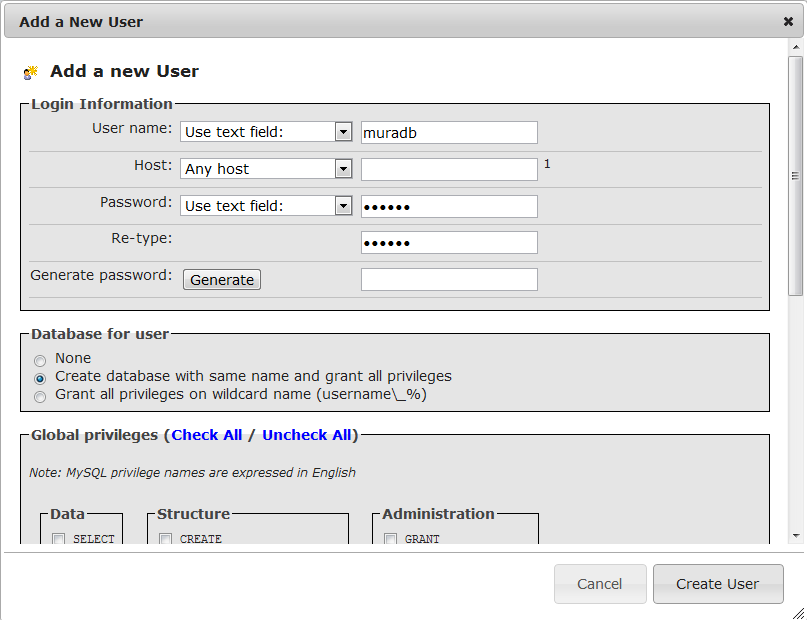 Add a New User
Add a new User
Login Information
User name: Use text field: muradb
Host: Any host 1
Password: Use text field: ••••••
Re-type: ••••••
Generate password: Generate
Database for user
None
Create database with same name and grant all privileges
Grant all privileges on wildcard name (username\_%)
Global privileges (Check All / Uncheck All)
Note: MySQL privilege names are expressed in English
Data Structure Administration
SELECT CREATE GRANT
Cancel Create User